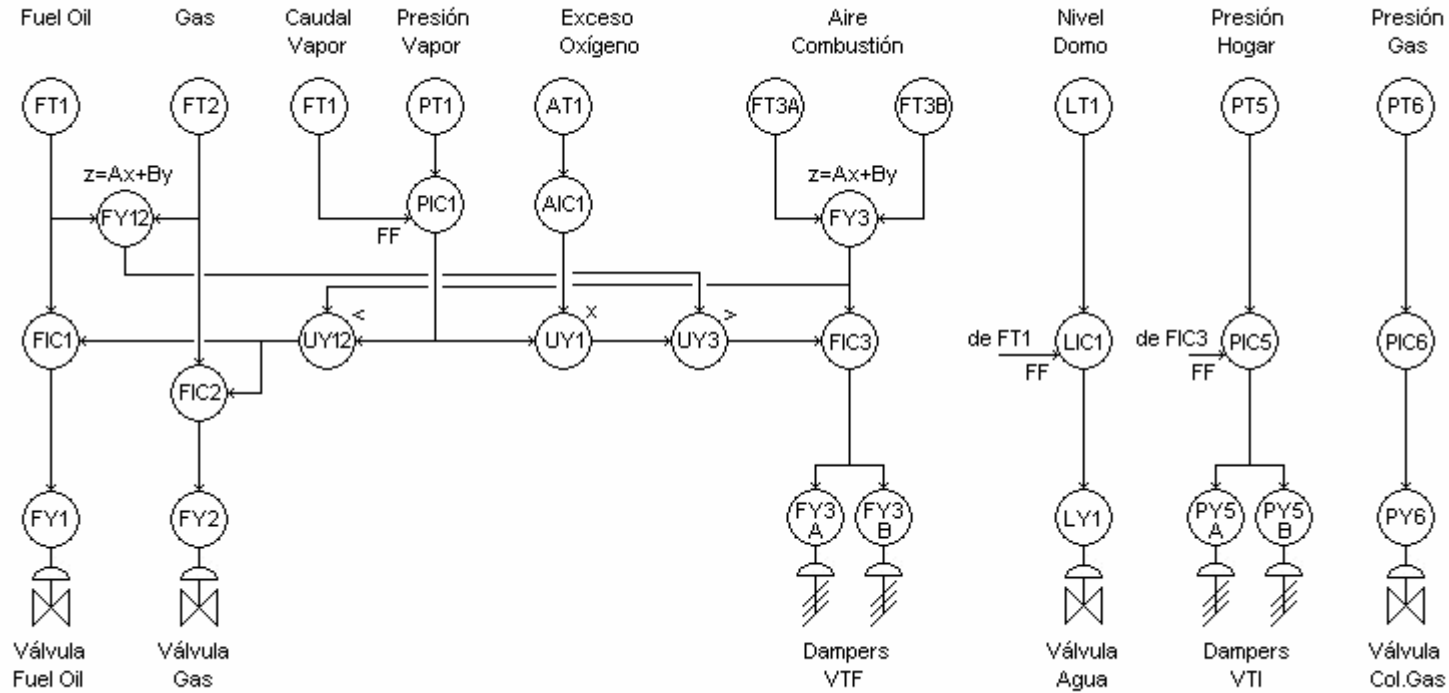 Fuel Oil
Gas
Caudal
Vapor
Presión
Vapor
Exceso
Oxígeno
Aire
Combustión
Nivel
Domo
Presión
Hogar
Presión
Gas
FT1
FT2
FT1
PT1
AT1
FT3A
FT3B
LT1
PT5
PT6
z=Ax+By
z=Ax+By
FY12
PIC1
AIC1
FY3
FF
<
X
>
FIC1
UY12
UY1
UY3
FIC3
de FT1
FF
LIC1
de FIC3
FF
PIC5
PIC6
FIC2
FY1
FY2
FY3
A
FY3
B
LY1
PY5
A
PY5
B
PY6
Válvula
Fuel Oil
Válvula
Gas
Dampers
VTF
Válvula
Agua
Dampers
VTI
Válvula
Col.Gas